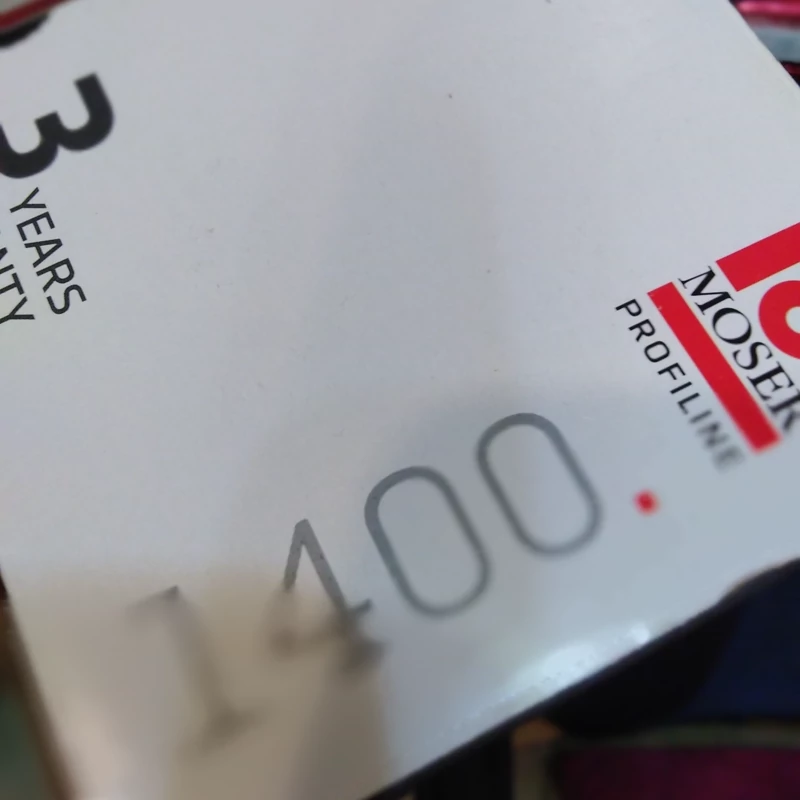 3
YEARS
MOSER
PROFILINE
1400.